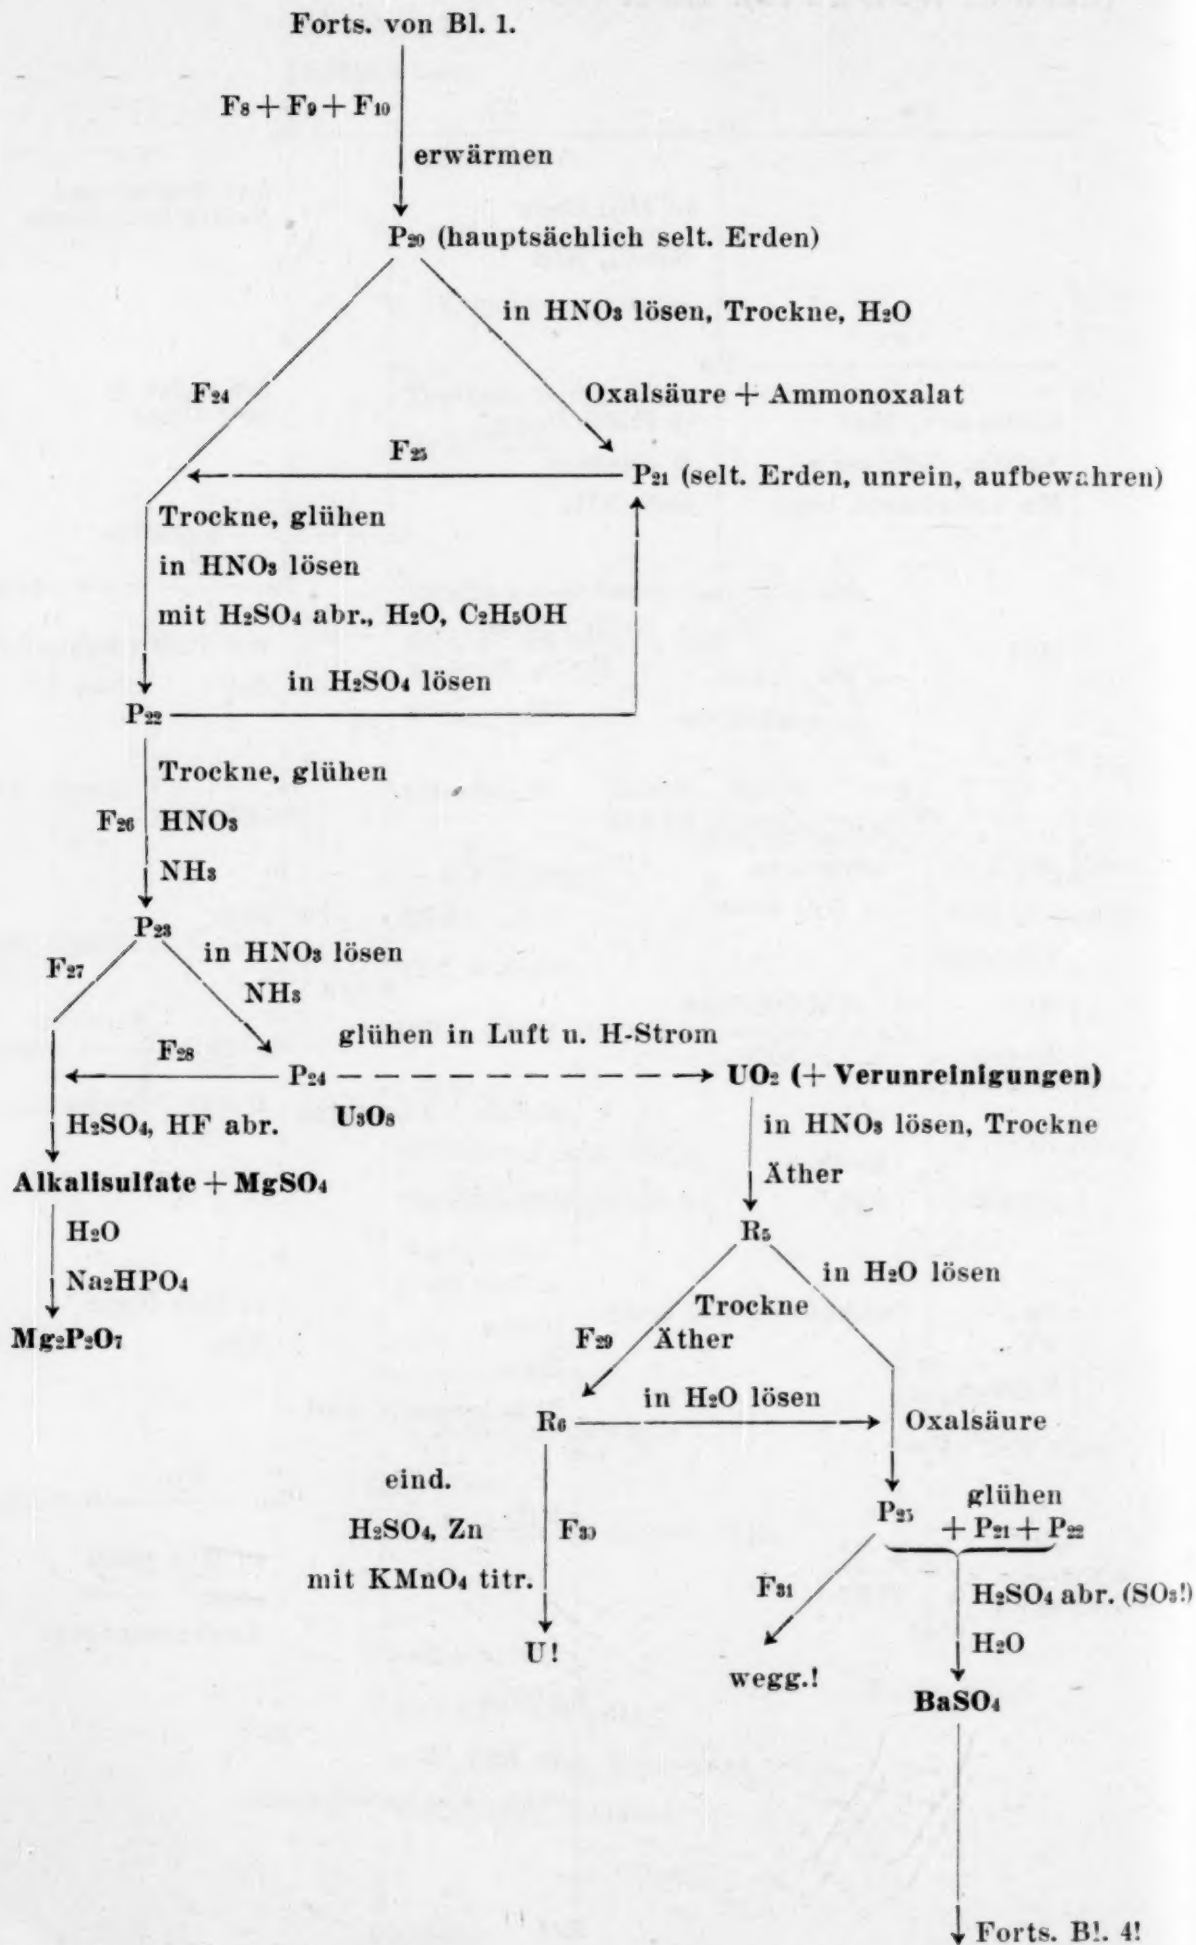 Forts. von Bl. 1.
F₈ + F₉ + F₁₀
erwärmen
P₂₀ (hauptsächlich selt. Erden)
in HNO₃ lösen, Trockne, H₂O
F₂₄
Oxalsäure + Ammonoxalat
F₂₅
P₂₁ (selt. Erden, unrein, aufbewahren)
Trockne, glühen
in HNO₃ lösen
mit H₂SO₄ abr., H₂O, C₂H₅OH
in H₂SO₄ lösen
P₂₂
Trockne, glühen
F₂₆ HNO₃
NH₃
P₂₃
F₂₇
in HNO₃ lösen
NH₃
glühen in Luft u. H-Strom
F₂₈
P₂₄
UO₂ (+ Verunreinigungen)
H₂SO₄, HF abr.
U₃O₈
in HNO₃ lösen, Trockne
Alkalisulfate + MgSO₄
Äther
H₂O
R₅
Na₂HPO₄
in H₂O lösen
Trockne
Mg₂P₂O₇
F₂₉
Äther
in H₂O lösen
R₆
Oxalsäure
eind.
glühen
H₂SO₄, Zn
F₃₀
P₂₅ + P₂₁ + P₂₂
mit KMnO₄ titr.
F₃₁
H₂SO₄ abr. (SO₃!)
U!
H₂O
wegg.!
BaSO₄
Forts. Bl. 4!